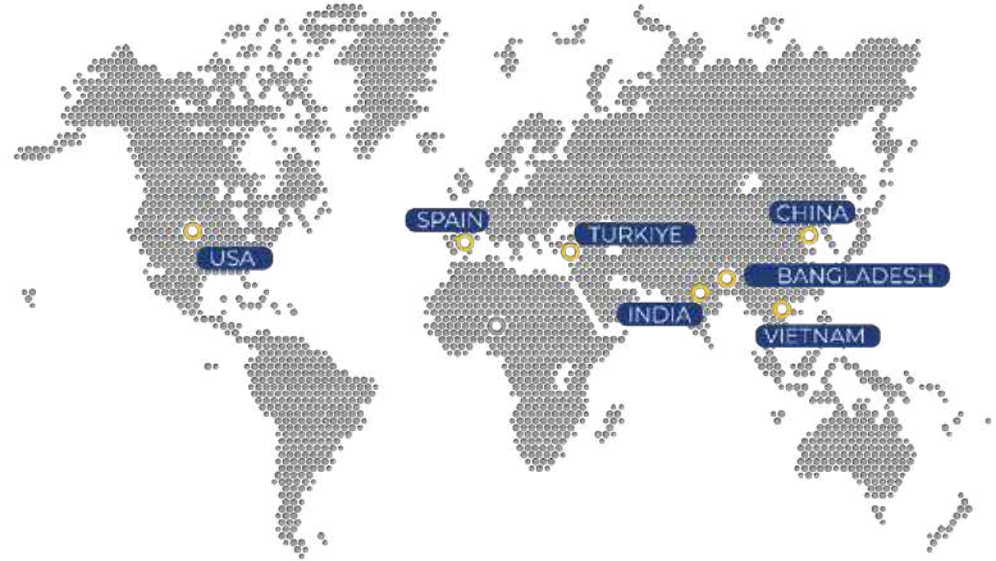 CHINA
SPAIN
TURKIYE
USA
BANGLADESH
INDIA
VIETNAM